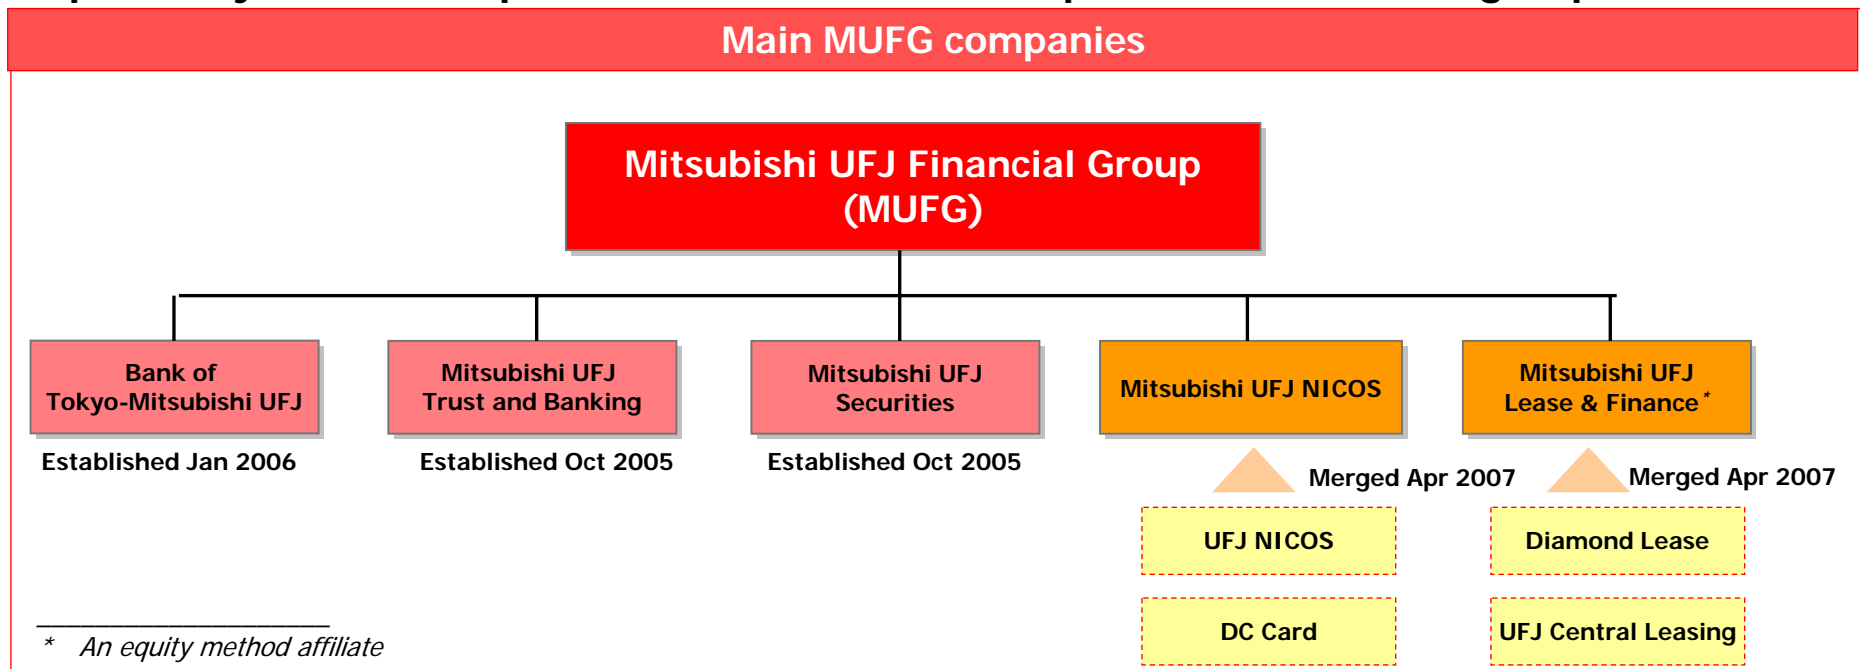 Main MUFG companies
Mitsubishi UFJ Financial Group
(MUFG)
Bank of
Tokyo-Mitsubishi UFJ
Mitsubishi UFJ
Trust and Banking
Mitsubishi UFJ
Securities
Mitsubishi UFJ NICOS
Mitsubishi UFJ
Lease & Finance*
Established Jan 2006
Established Oct 2005
Established Oct 2005
Merged Apr 2007
Merged Apr 2007
UFJ NICOS
Diamond Lease
DC Card
UFJ Central Leasing
* An equity method affiliate